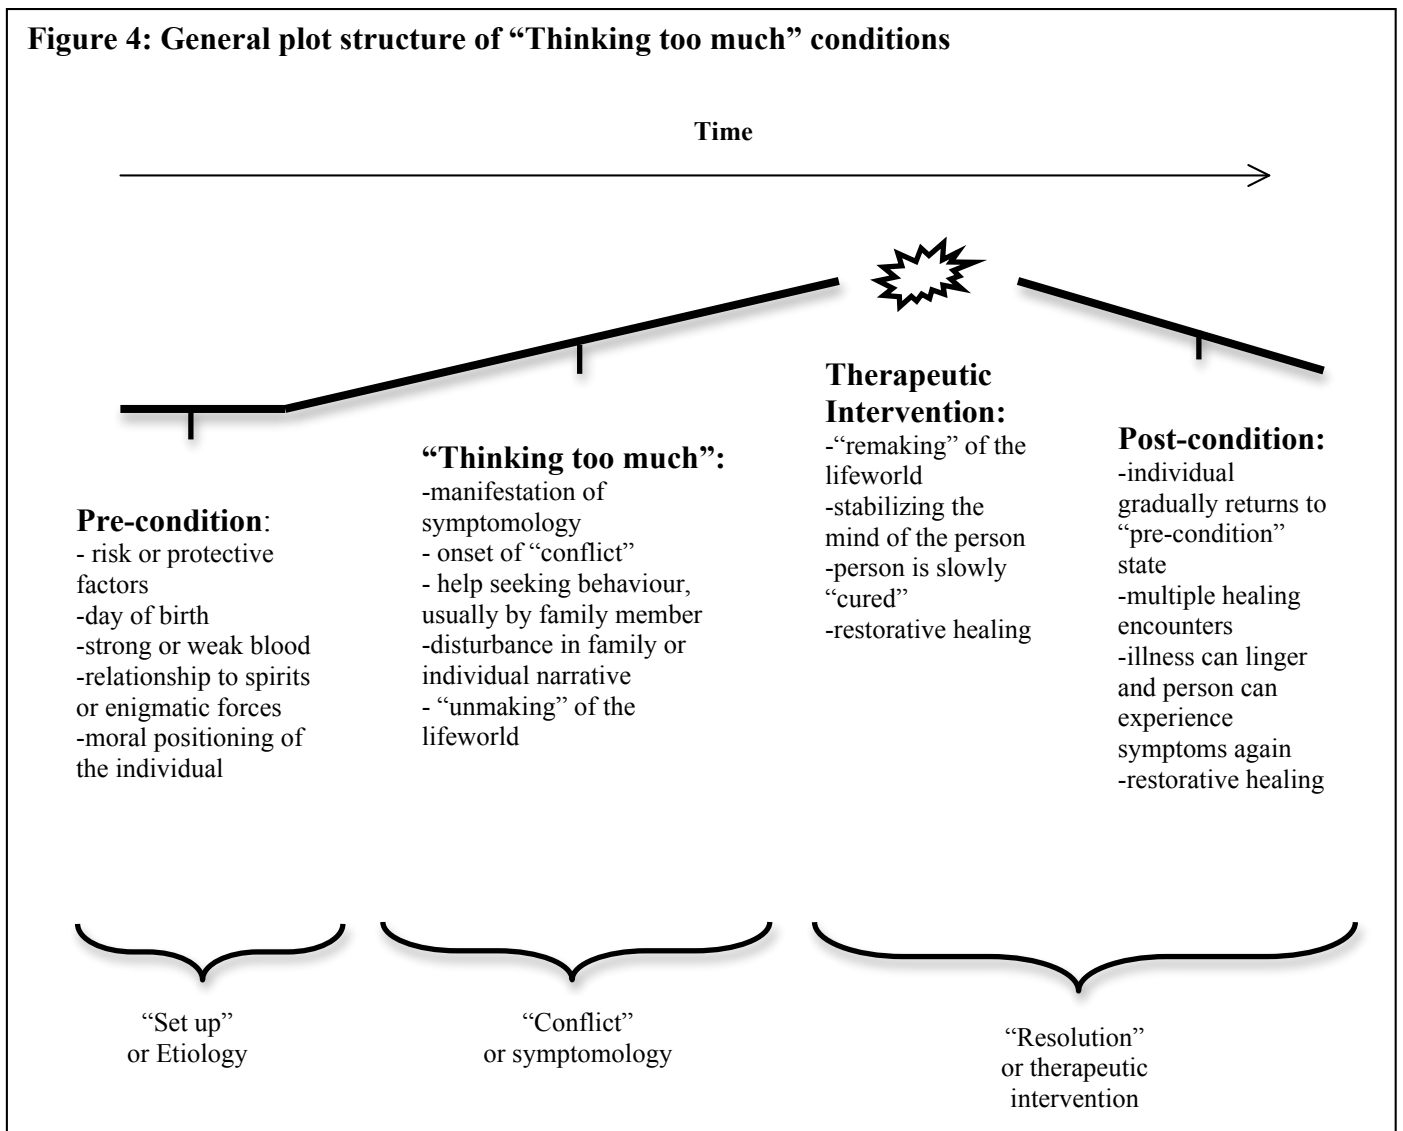 Figure 4: General plot structure of “Thinking too much” conditions
Time
Pre-condition:
- risk or protective
factors
-day of birth
-strong or weak blood
-relationship to spirits
or enigmatic forces
-moral positioning of
the individual
“Thinking too much”:
-manifestation of
symptomology
- onset of “conflict”
- help seeking behaviour,
usually by family member
-disturbance in family or
individual narrative
- “unmaking” of the
lifeworld
Therapeutic
Intervention:
-“remaking” of the
lifeworld
-stabilizing the
mind of the person
-person is slowly
“cured”
-restorative healing
Post-condition:
-individual
gradually returns to
“pre-condition”
state
-multiple healing
encounters
-illness can linger
and person can
experience
symptoms again
-restorative healing
“Set up”
or Etiology
“Conflict”
or symptomology
“Resolution”
or therapeutic
intervention